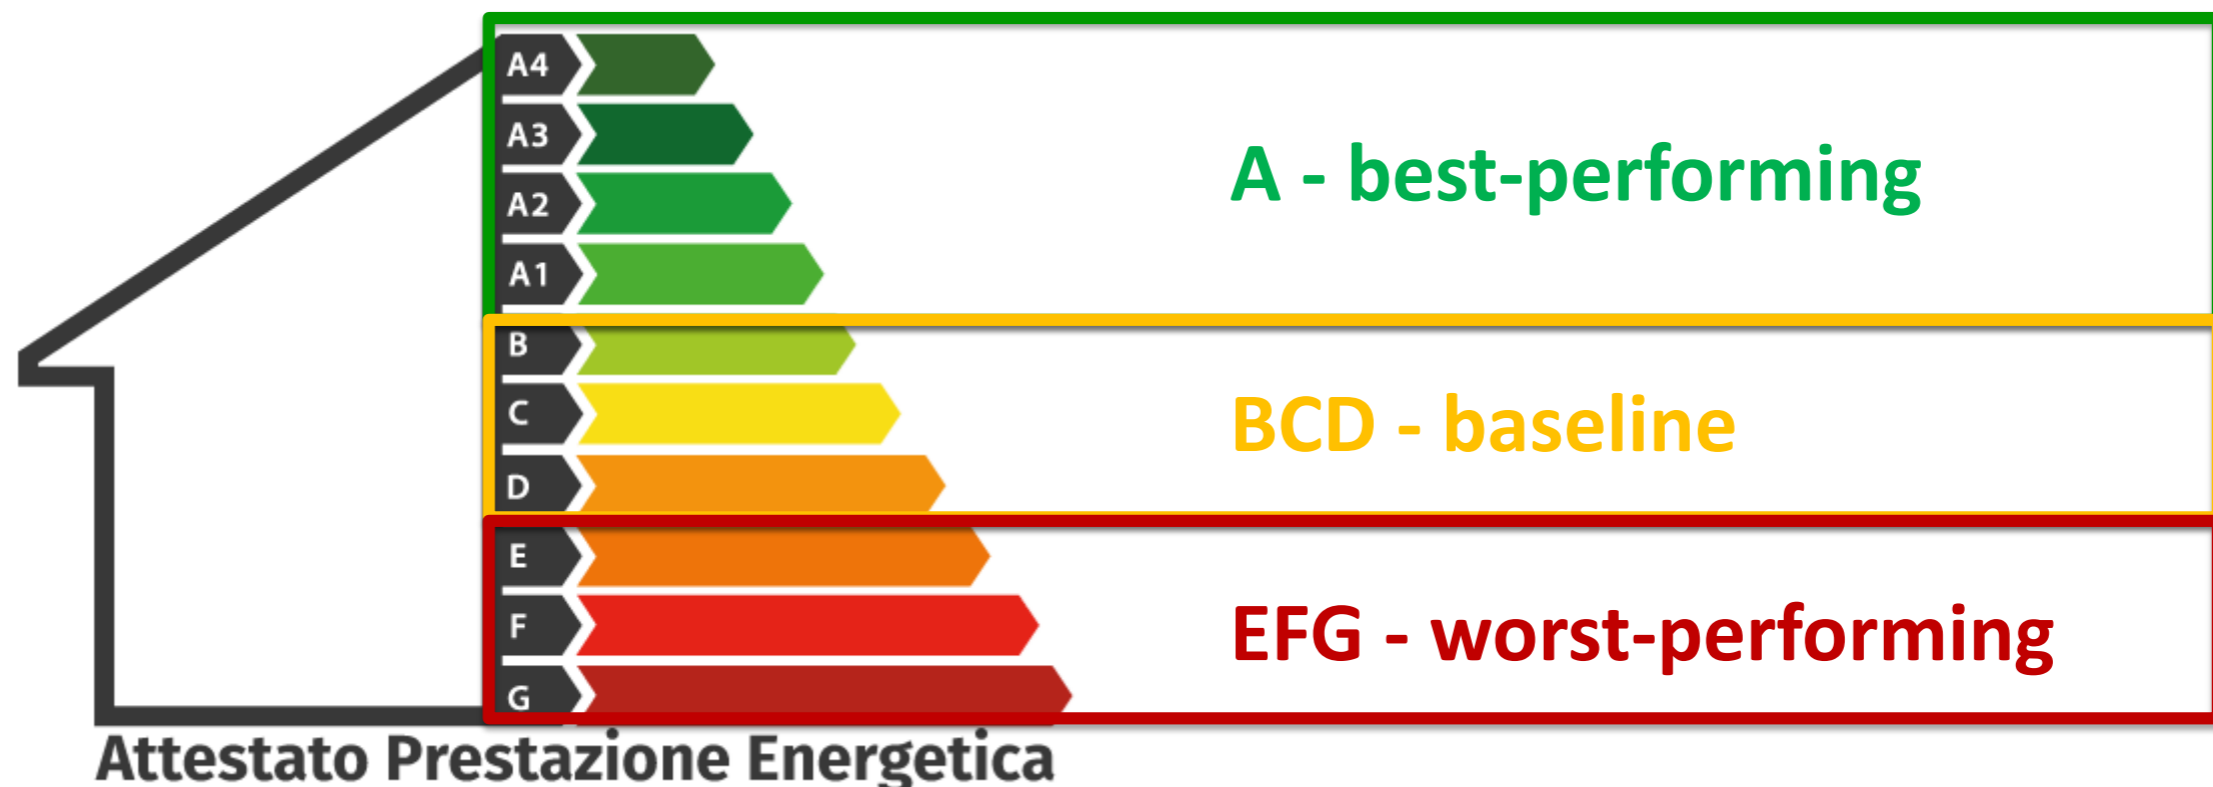 A4
A3
A2
A1
A - best-performing
B
C
D
BCD - baseline
E
F
G
EFG - worst-performing
Attestato Prestazione Energetica